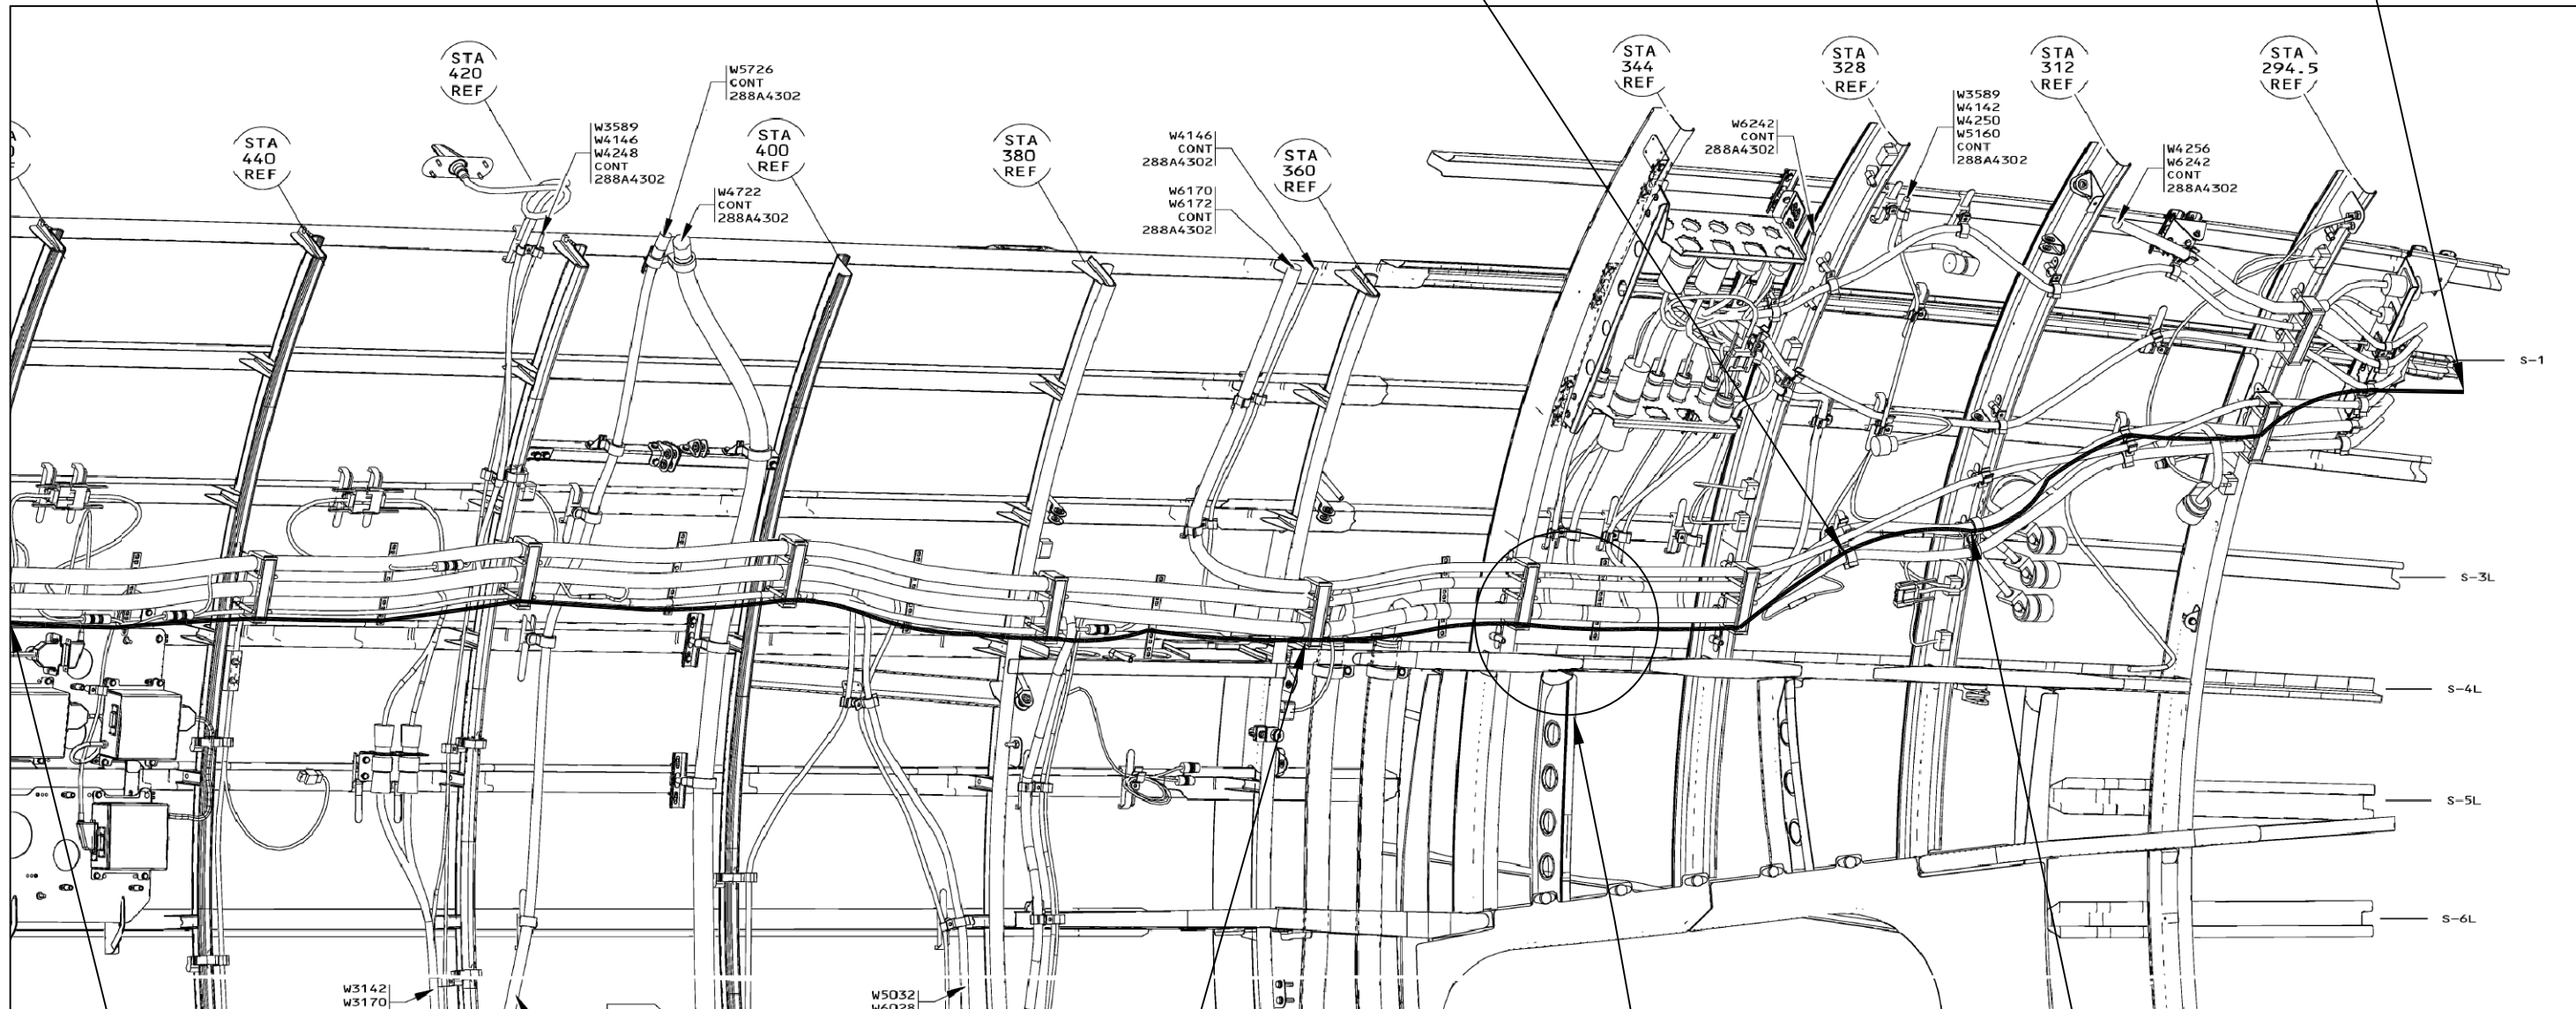 STA
420
REF
W5726
CONT
288A4302
STA
344
REF
STA
328
REF
STA
312
REF
STA
294.5
REF
W3589
W4142
W4250
W5160
CONT
288A4302
W3589
W4146
W4248
CONT
288A4302
STA
440
REF
STA
400
REF
STA
380
REF
W4146
CONT
288A4302
STA
360
REF
W6242
CONT
288A4302
W4256
W6242
CONT
288A4302
W4722
CONT
288A4302
W6170
W6172
CONT
288A4302
S-1
S-3L
S-4L
S-5L
S-6L
W3142
W3170
W5032
W6028